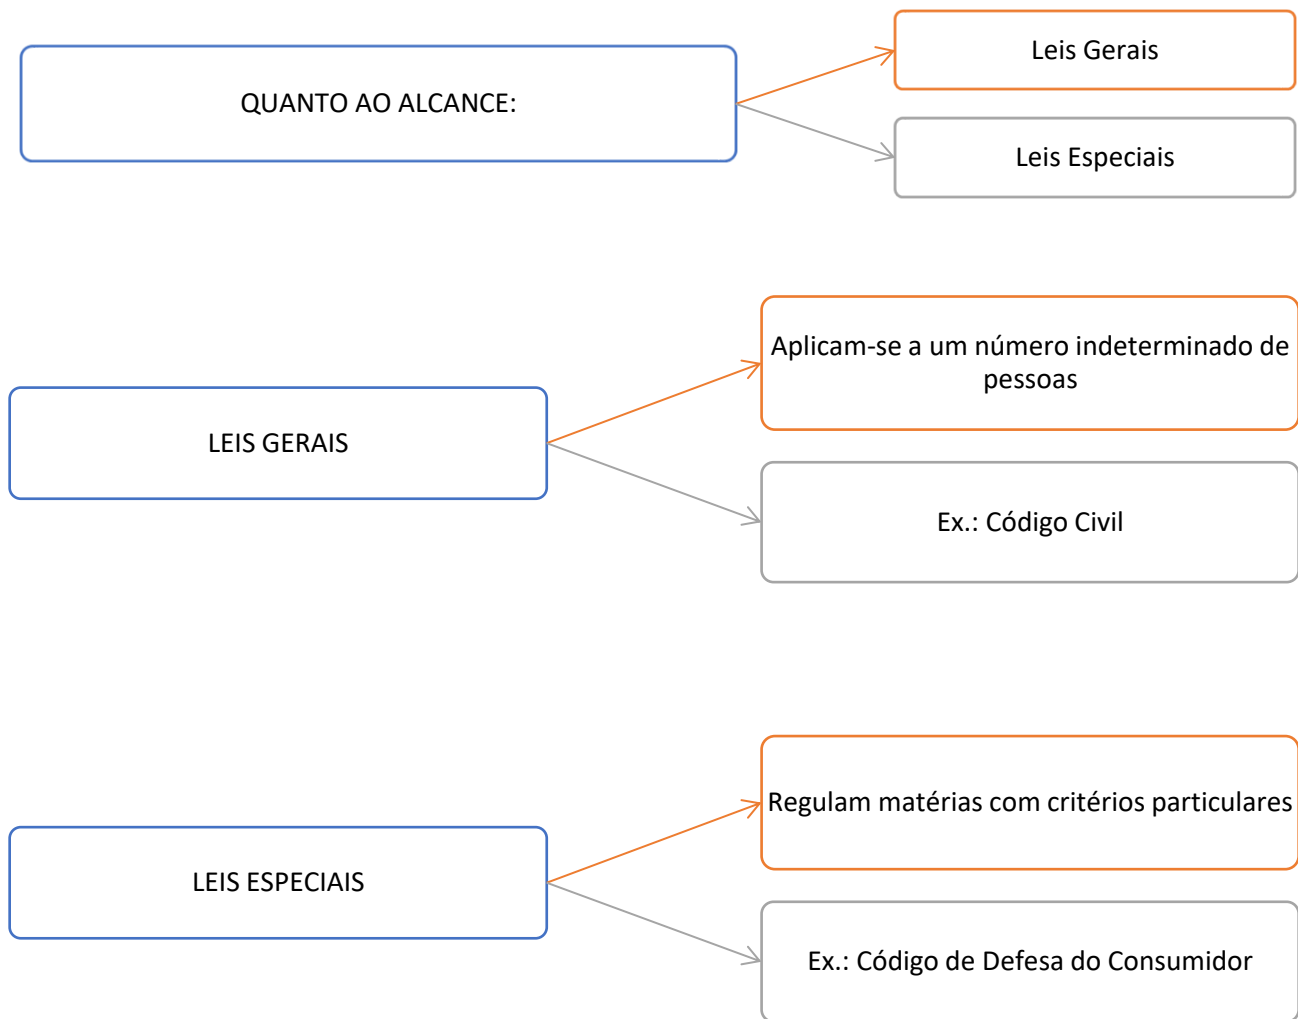 QUANTO AO ALCANCE:
Leis Gerais
Leis Especiais
LEIS GERAIS
Aplicam-se a um número indeterminado de
pessoas
Ex.: Código Civil
LEIS ESPECIAIS
Regulam matérias com critérios particulares
Ex.: Código de Defesa do Consumidor